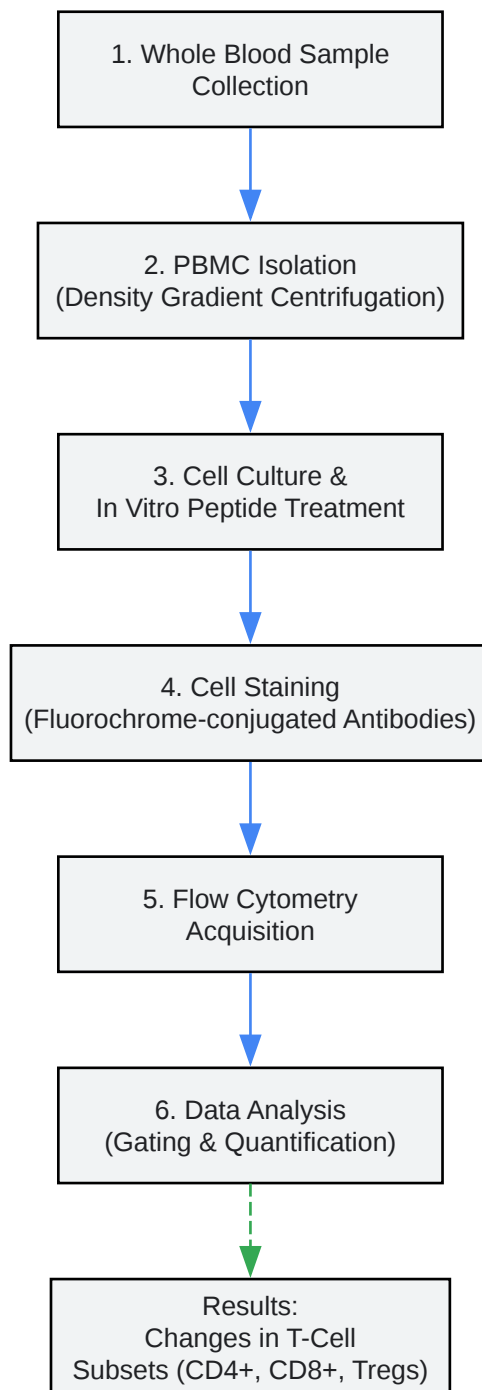 1. Whole Blood Sample
Collection
2. PBMC Isolation
(Density Gradient Centrifugation)
3. Cell Culture &
In Vitro Peptide Treatment
4. Cell Staining
(Fluorochrome-conjugated Antibodies)
5. Flow Cytometry
Acquisition
6. Data Analysis
(Gating & Quantification)
Results:
Changes in T-Cell
Subsets (CD4+, CD8+, Tregs)